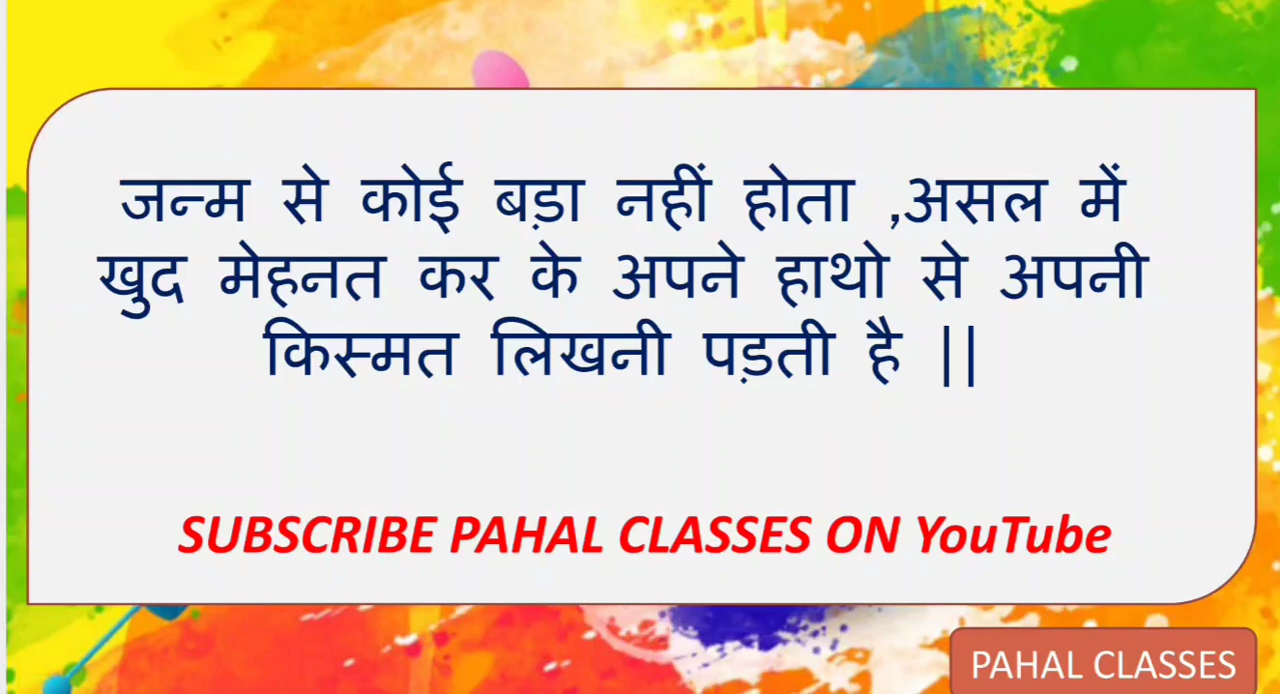 जन्म से कोई बड़ा नहीं होता ,असल में
खुद मेहनत कर के अपने हाथो से अपनी
किस्मत लिखनी पड़ती है ||
SUBSCRIBE PAHAL CLASSES ON YouTube
PAHAL CLASSES